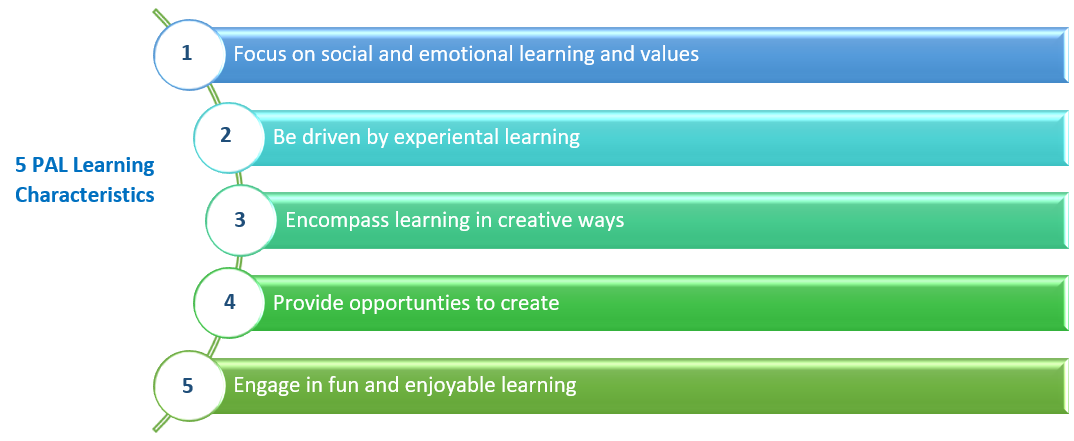 5 PAL Learning
Characteristics
1
Focus on social and emotional learning and values
2
Be driven by experiental learning
3
Encompass learning in creative ways
4
Provide opportunties to create
5
Engage in fun and enjoyable learning